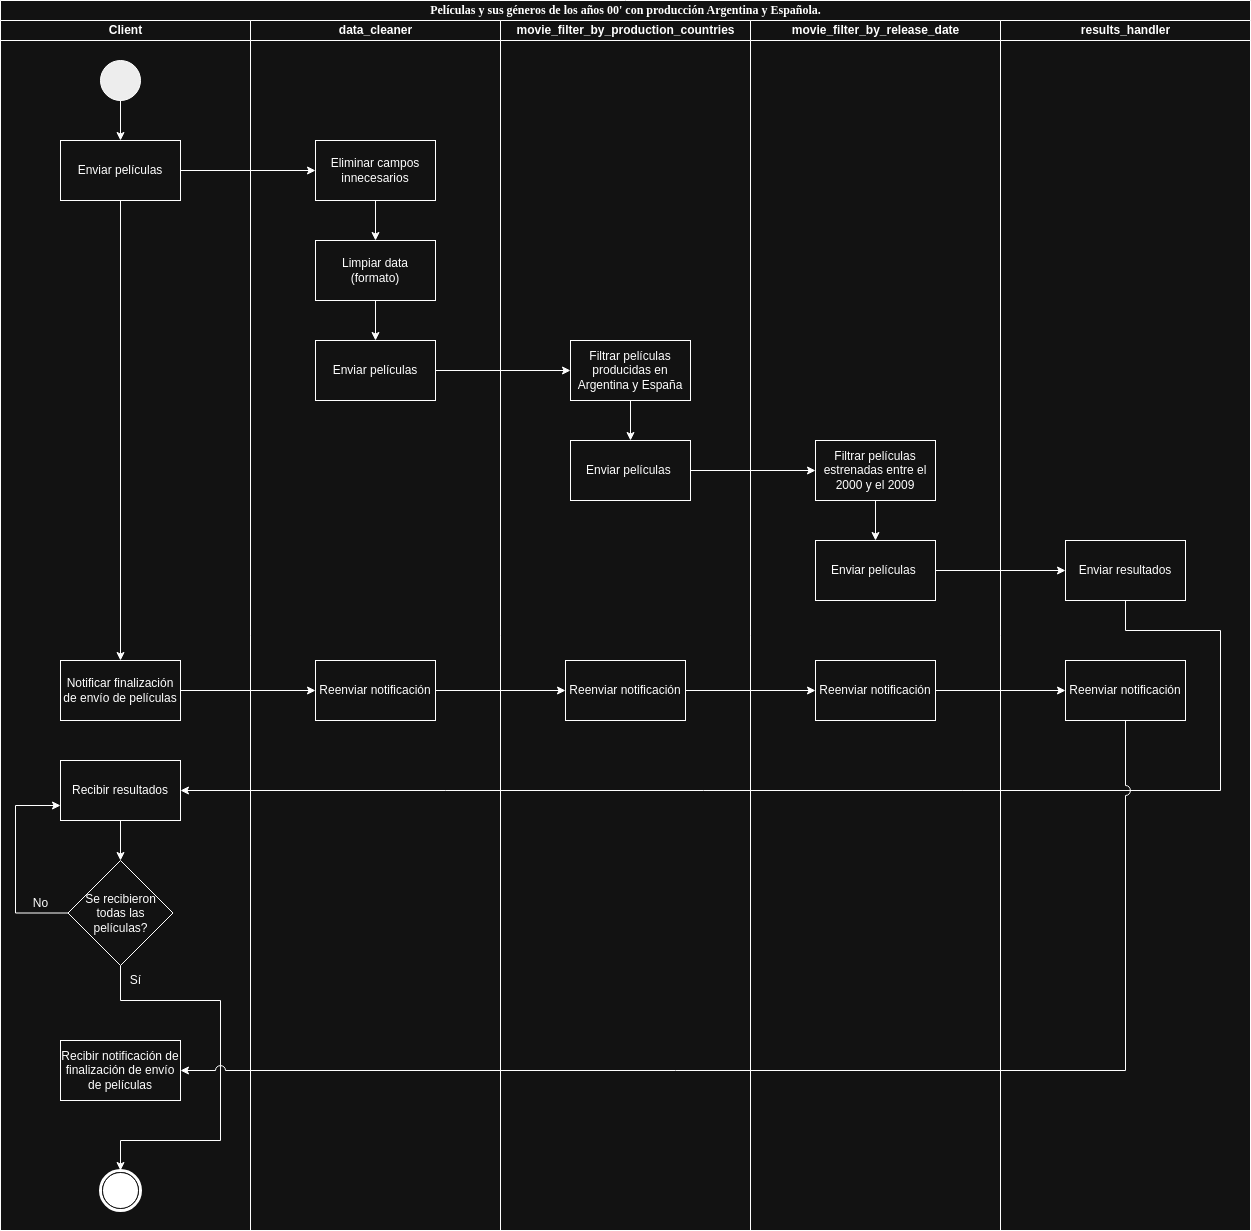 Películas y sus géneros de los años 00' con producción Argentina y Española.
Client
data_cleaner
movie_filter_by_production_countries
movie_filter_by_release_date
results_handler
Enviar películas
Eliminar campos
innecesarios
Limpiar data
(formato)
Enviar películas
Filtrar películas
producidas en
Argentina y España
Enviar películas
Filtrar películas
estrenadas entre el
2000 y el 2009
Enviar películas
Enviar resultados
Notificar finalización
de envío de películas
Reenviar notificación
Reenviar notificación
Reenviar notificación
Reenviar notificación
Recibir resultados
Se recibieron
todas las
películas?
No
Sí
Recibir notificación de
finalización de envío
de películas